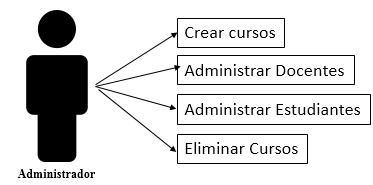 Crear cursos
Administrar Docentes
Administrar Estudiantes
Eliminar Cursos
Administrador